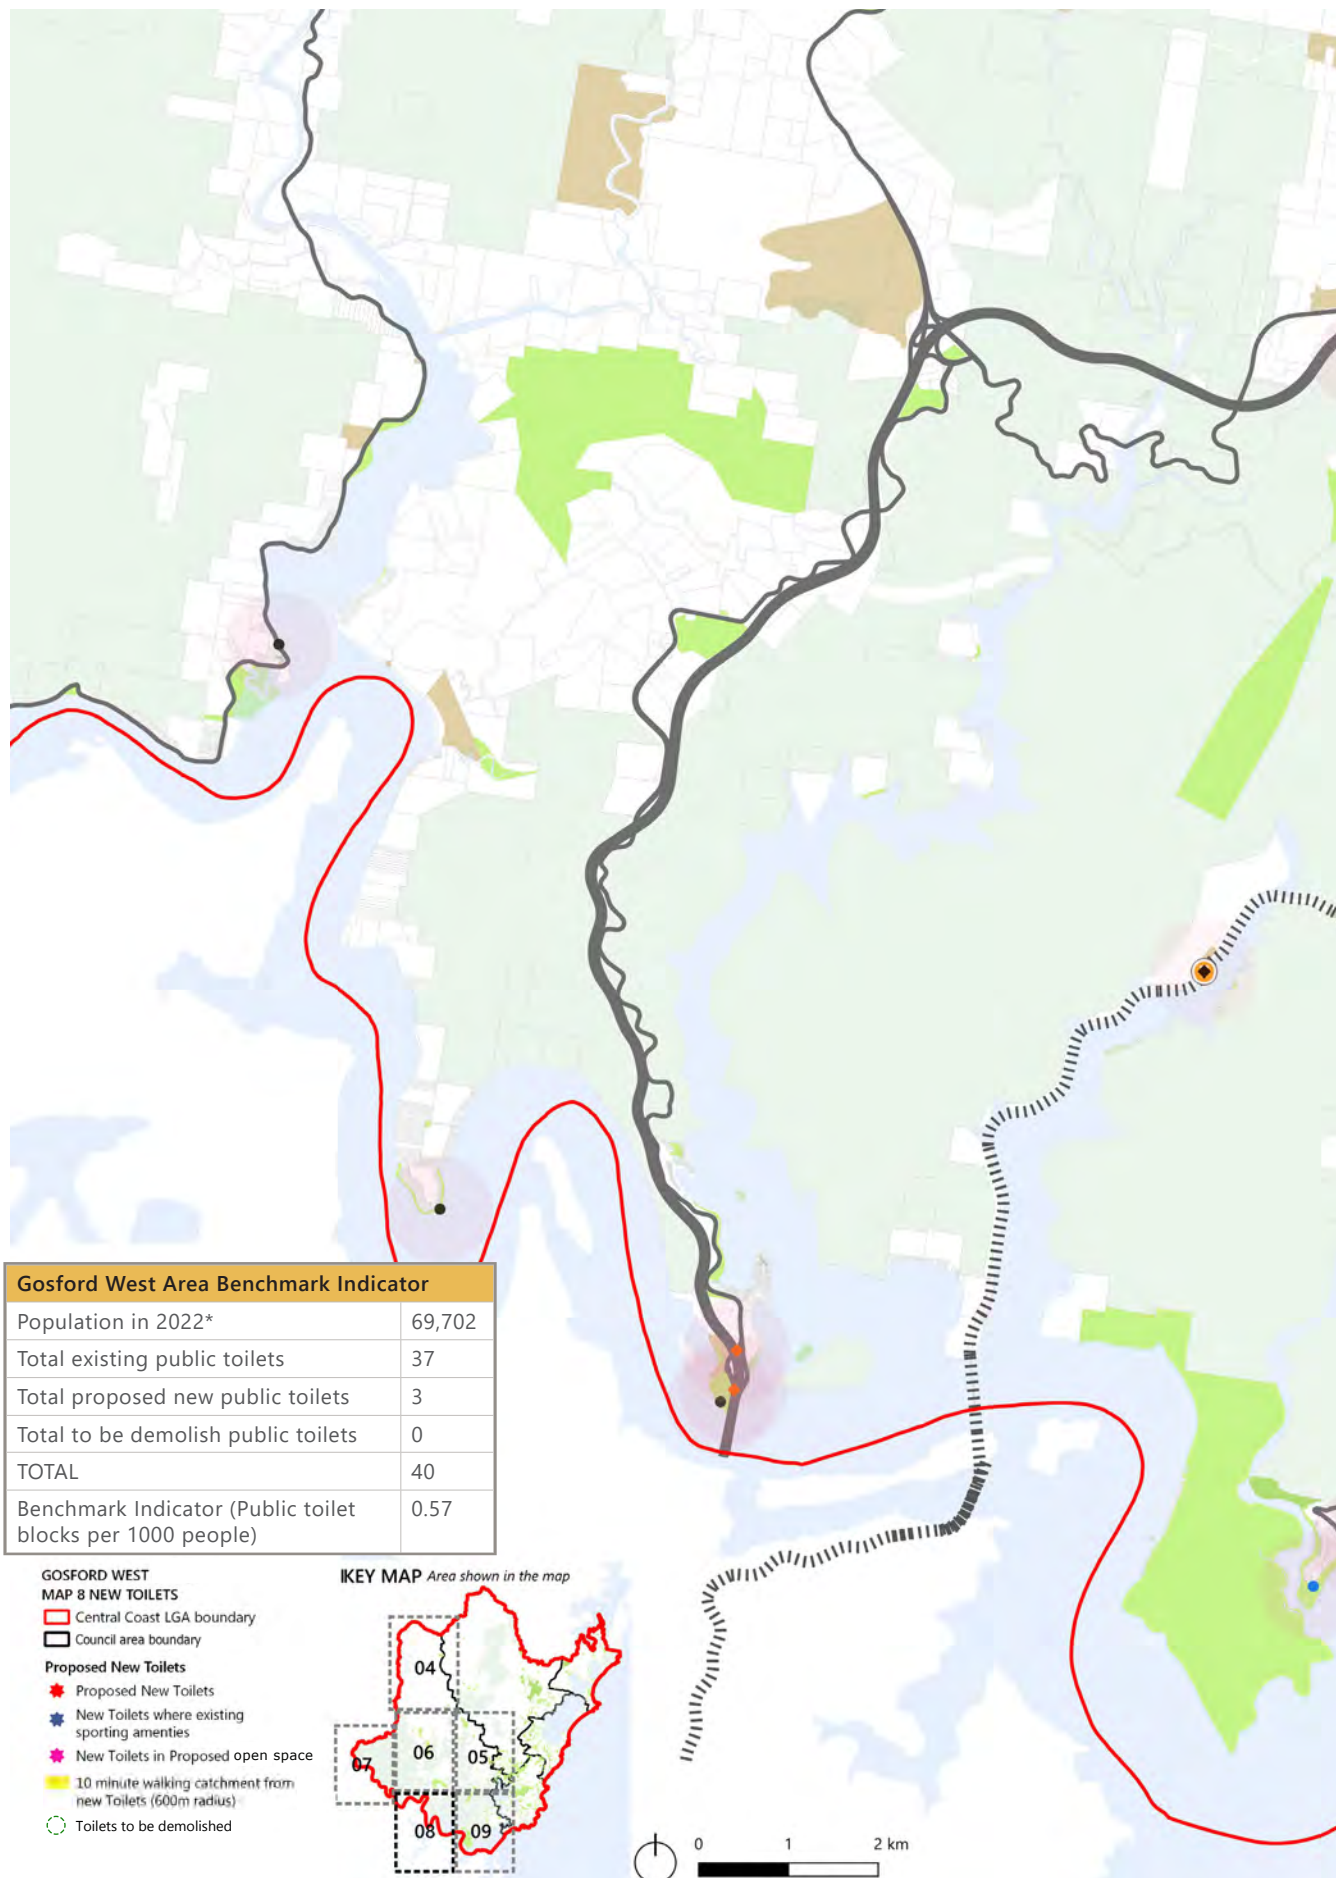 Gosford West Area Benchmark Indicator
Population in 2022* 69,702
Total existing public toilets 37
Total proposed new public toilets 3
Total to be demolish public toilets 0
TOTAL 40
Benchmark Indicator (Public toilet
blocks per 1000 people) 0.57
GOSFORD WEST
MAP 8 NEW TOILETS
Central Coast LGA boundary
Council area boundary
Proposed New Toilets
Proposed New Toilets
New Toilets where existing
sporting amenties
New Toilets in Proposed open space
10 minute walking catchment from
new Toilets (600m radius)
Toilets to be demolished
KEY MAP Area shown in the map
04
06
05
07
08
09
0 1 2 km